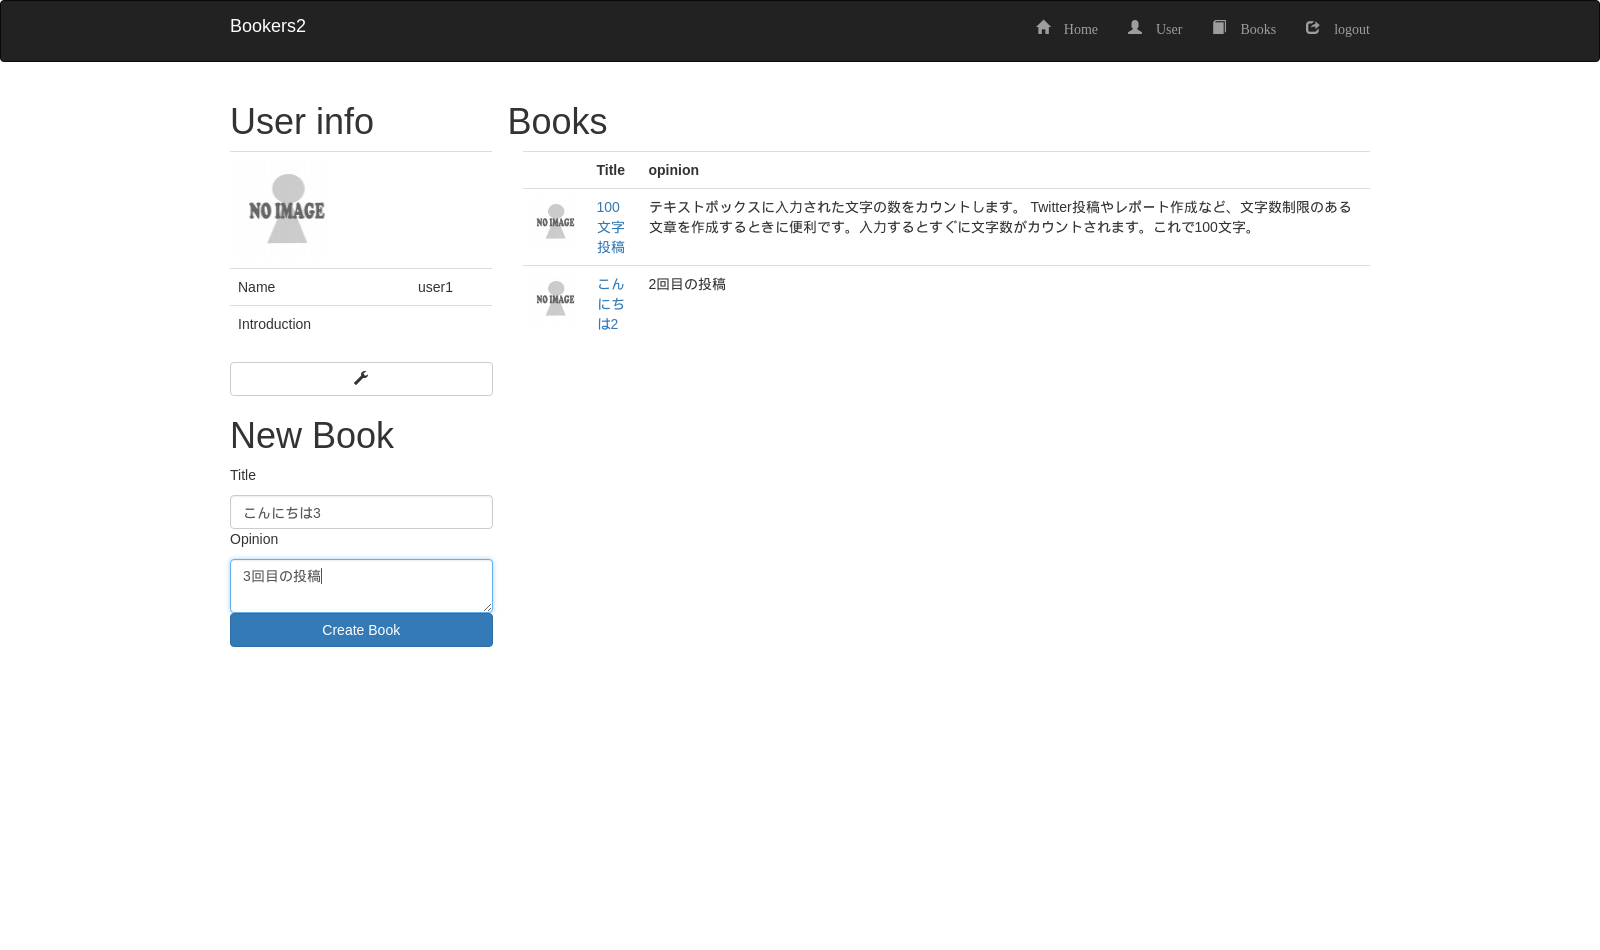 Bookers2
Home User Books logout
User info
NO IMAGE
Name user1
Introduction
New Book
Title
こんにちは3
Opinion
3回目の投稿
Create Book
Books
Title opinion
NO IMAGE
100
文字
投稿
テキストボックスに入力された文字の数をカウントします。 Twitter投稿やレポート作成など、文字数制限のある
文章を作成するときに便利です。入力するとすぐに文字数がカウントされます。これで100文字。
NO IMAGE
こん
にち
は2
2回目の投稿